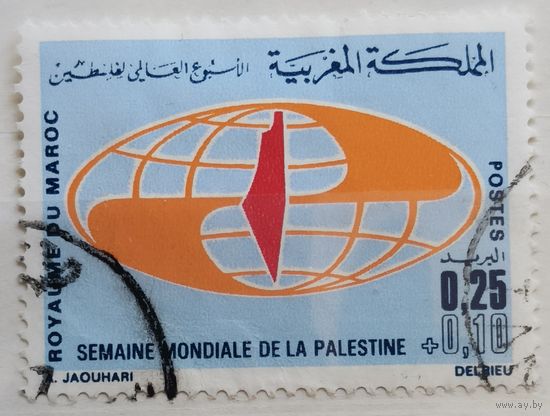 المملكة المغربية
الأسبوع العالمي لفلسطين
ROYAUME DU MAROC
POSTES
البريد
0,25
+0,10
SEMAINE MONDIALE DE LA PALESTINE
JAOUHARI
DELRIEU
www.ay.by